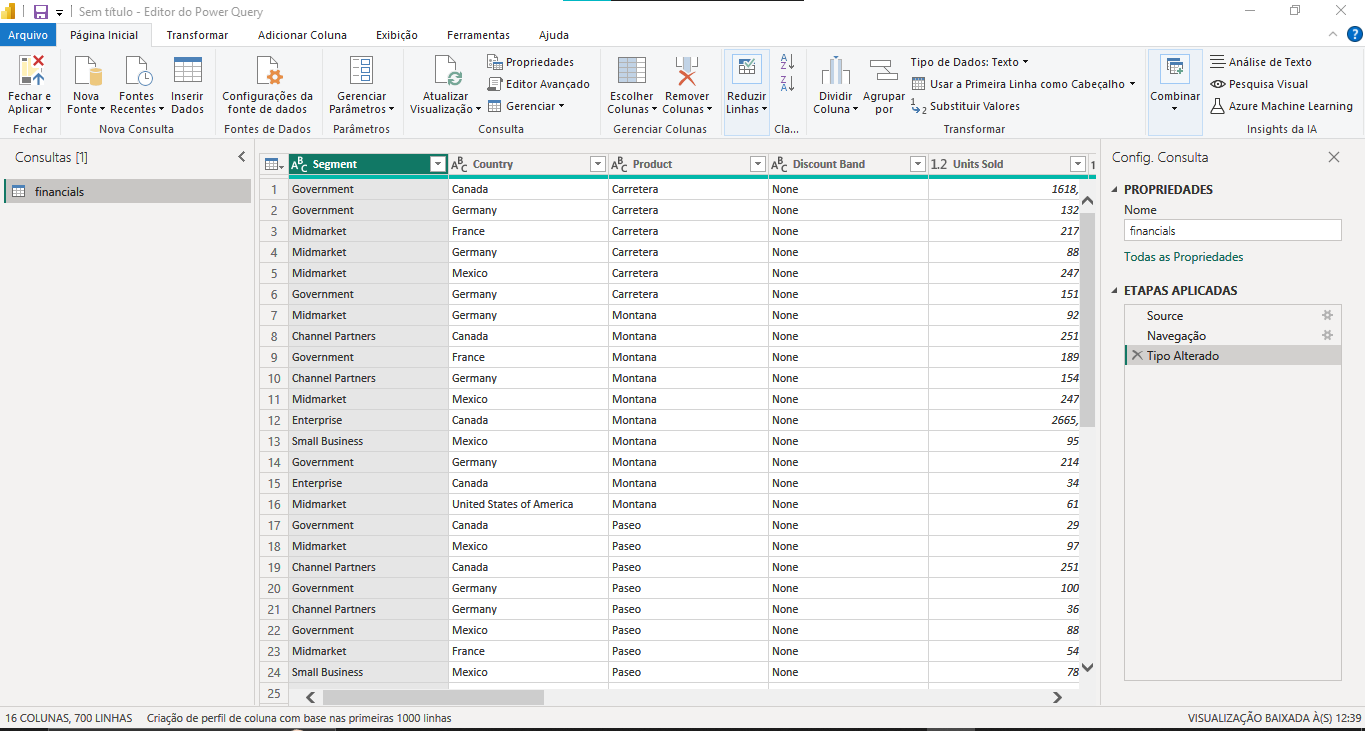 Sem título - Editor do Power Query
Arquivo Página Inicial Transformar Adicionar Coluna Exibição Ferramentas Ajuda
Fechar e Aplicar
Fechar
Nova Fonte
Fontes Recentes
Inserir Dados
Nova Consulta
Configurações da fonte de dados
Fontes de Dados
Gerenciar Parâmetros
Parâmetros
Atualizar Visualização
Propriedades
Editor Avançado
Gerenciar
Consulta
Escolher Colunas
Remover Colunas
Gerenciar Colunas
Reduzir Linhas
Cla...
Dividir Coluna
Agrupar por
Tipo de Dados: Texto
Usar a Primeira Linha como Cabeçalho
Substituir Valores
Transformar
Combinar
Análise de Texto
Pesquisa Visual
Azure Machine Learning
Insights da IA
Consultas [1]
financials
Segment Country Product Discount Band 1.2 Units Sold 1
1 Government Canada Carretera None 1618,
2 Government Germany Carretera None 132
3 Midmarket France Carretera None 217
4 Midmarket Germany Carretera None 88
5 Midmarket Mexico Carretera None 247
6 Government Germany Carretera None 151
7 Midmarket Germany Montana None 92
8 Channel Partners Canada Montana None 251
9 Government France Montana None 189
10 Channel Partners Germany Montana None 154
11 Midmarket Mexico Montana None 247
12 Enterprise Canada Montana None 2665,
13 Small Business Mexico Montana None 95
14 Government Germany Montana None 214
15 Enterprise Canada Montana None 34
16 Midmarket United States of America Montana None 61
17 Government Canada Paseo None 29
18 Midmarket Mexico Paseo None 97
19 Channel Partners Canada Paseo None 251
20 Government Germany Paseo None 100
21 Channel Partners Germany Paseo None 36
22 Government Mexico Paseo None 88
23 Midmarket France Paseo None 54
24 Small Business Mexico Paseo None 78
25
Config. Consulta
PROPRIEDADES
Nome
financials
Todas as Propriedades
ETAPAS APLICADAS
Source
Navegação
Tipo Alterado
16 COLUNAS, 700 LINHAS Criação de perfil de coluna com base nas primeiras 1000 linhas
VISUALIZAÇÃO BAIXADA À(S) 12:39